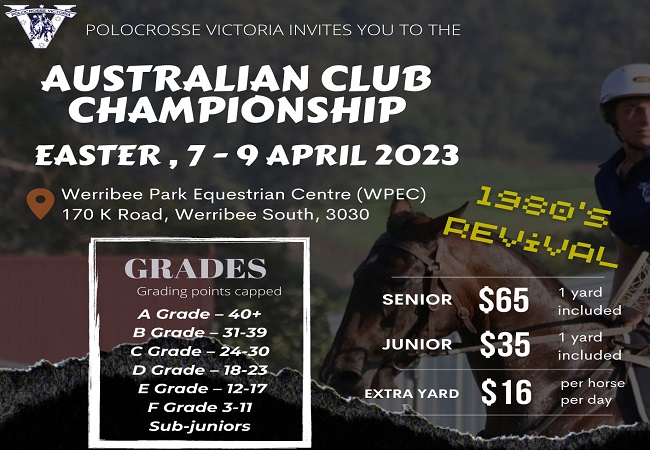 POLOCROSSE VICTORIA
POLOCROSSE VICTORIA INVITES YOU TO THE
AUSTRALIAN CLUB
CHAMPIONSHIP
EASTER , 7 – 9 APRIL 2023
Werribee Park Equestrian Centre (WPEC)
170 K Road, Werribee South, 3030
1980'S
REViVAL
GRADES
Grading points capped
A Grade – 40+
B Grade – 31-39
C Grade – 24-30
D Grade – 18-23
E Grade – 12-17
F Grade 3-11
Sub-juniors
SENIOR $65 1 yard
included
JUNIOR $35 1 yard
included
EXTRA YARD $16 per horse
per day